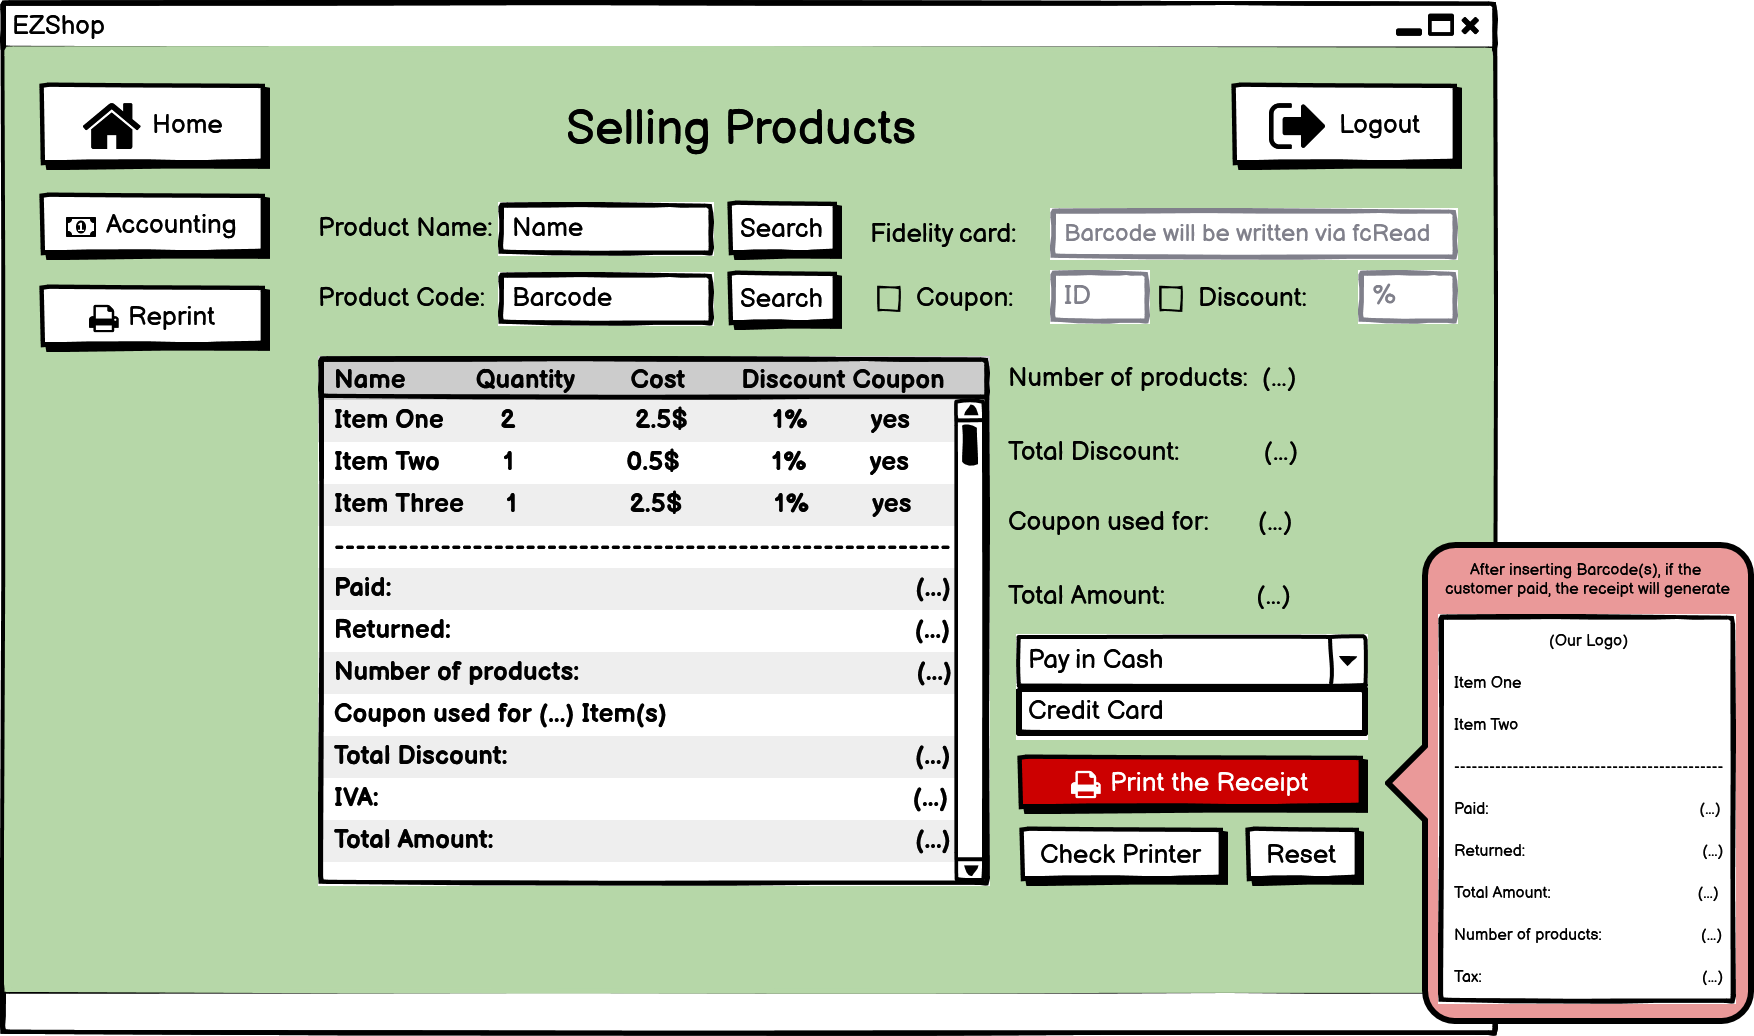 EZShop
Home
Selling Products
Logout
Accounting
Reprint
Product Name: Name Search
Product Code: Barcode Search
Fidelity card: Barcode will be written via fcRead
Coupon: ID Discount: %
Name Quantity Cost Discount Coupon
Item One 2 2.5$ 1% yes
Item Two 1 0.5$ 1% yes
Item Three 1 2.5$ 1% yes
--------------------------------------------------
Paid: (...)
Returned: (...)
Number of products: (...)
Coupon used for (...) Item(s)
Total Discount: (...)
IVA: (...)
Total Amount: (...)
Number of products: (...)
Total Discount: (...)
Coupon used for: (...)
Total Amount: (...)
Pay in Cash
Credit Card
Print the Receipt
Check Printer Reset
After inserting Barcode(s), if the
customer paid, the receipt will generate
(Our Logo)
Item One
Item Two
--------------------------------------------------
Paid: (...)
Returned: (...)
Total Amount: (...)
Number of products: (...)
Tax: (...)